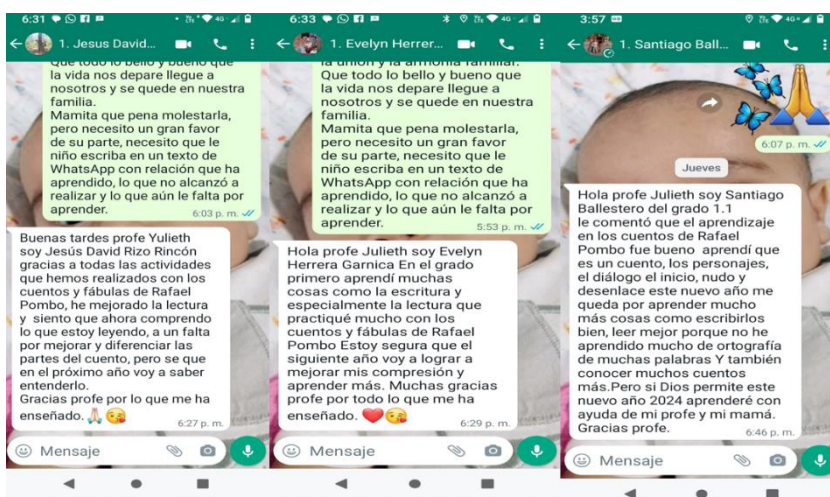 6:31
4G
1. Jesus David...
Que todo lo bello y bueno que
la vida nos depare llegue a
nosotros y se quede en nuestra
familia.
Mamita que pena molestarla,
pero necesito un gran favor
de su parte, necesito que le
niño escriba en un texto de
WhatsApp con relación que ha
aprendido, lo que no alcanzó a
realizar y lo que aún le falta por
aprender.
6:03 p. m.
Buenas tardes profe Yulieth
soy Jesús David Rizo Rincón
gracias a todas las actividades
que hemos realizados con los
cuentos y fábulas de Rafael
Pombo, he mejorado la lectura
y siento que ahora comprendo
lo que estoy leyendo, a un falta
por mejorar y diferenciar las
partes del cuento, pero se que
en el próximo año voy a saber
entenderlo.
Gracias profe por lo que me ha
enseñado. 🙏😘
6:27 p. m.
Mensaje
6:33
4G
1. Evelyn Herrer...
la unión y la armonía familiar.
Que todo lo bello y bueno que
la vida nos depare llegue a
nosotros y se quede en nuestra
familia.
Mamita que pena molestarla,
pero necesito un gran favor
de su parte, necesito que le
niño escriba en un texto de
WhatsApp con relación que ha
aprendido, lo que no alcanzó a
realizar y lo que aún le falta por
aprender.
5:53 p. m.
Hola profe Julieth soy Evelyn
Herrera Garnica En el grado
primero aprendí muchas
cosas como la escritura y
especialmente la lectura que
practiqué mucho con los
cuentos y fábulas de Rafael
Pombo Estoy segura que el
siguiente año voy a lograr a
mejorar mis compresión y
aprender más. Muchas gracias
profe por todo lo que me ha
enseñado. ❤️😘
6:29 p. m.
Mensaje
3:57
4G
1. Santiago Ball...
6:07 p. m.
Jueves
Hola profe Julieth soy Santiago
Ballestero del grado 1.1
le comentó que el aprendizaje
en los cuentos de Rafael
Pombo fue bueno aprendí que
es un cuento, los personajes,
el diálogo el inicio, nudo y
desenlace este nuevo año me
queda por aprender mucho
más cosas como escribirlos
bien, leer mejor porque no he
aprendido mucho de ortografía
de muchas palabras Y también
conocer muchos cuentos
más.Pero si Dios permite este
nuevo año 2024 aprenderé con
ayuda de mi profe y mi mamá.
Gracias profe.
6:46 p. m.
Mensaje